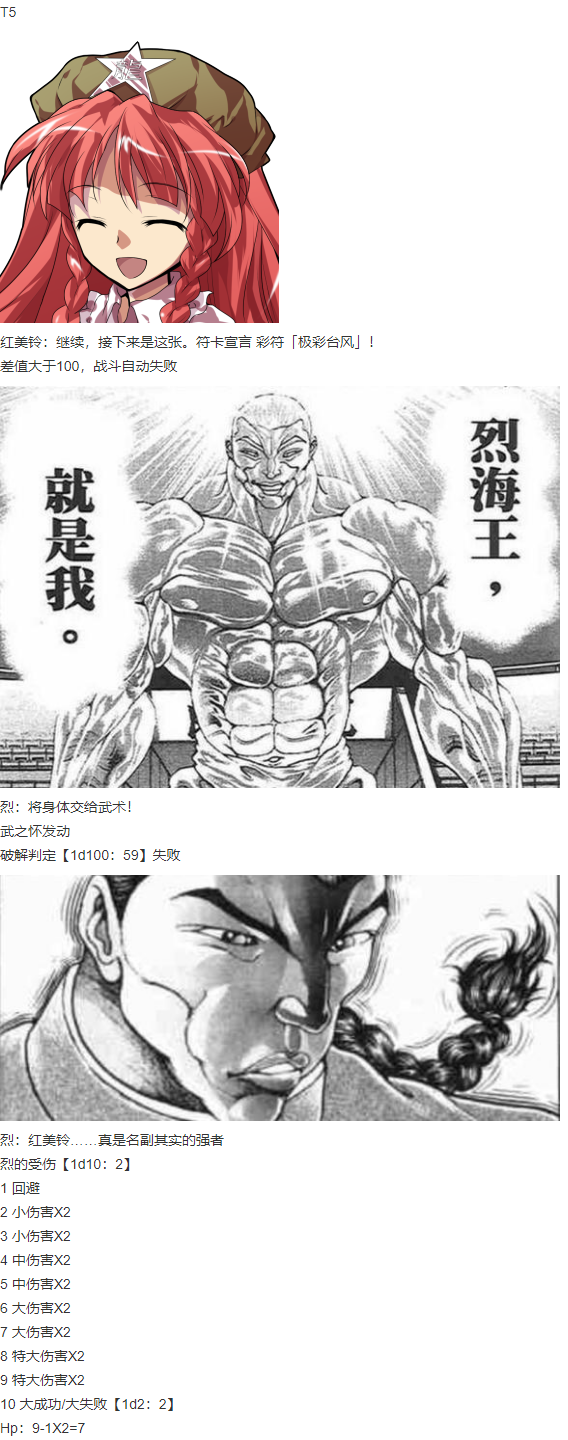 T5
龍
红美铃：继续，接下来是这张。符卡宣言 彩符「极彩台风」！
差值大于100，战斗自动失败
烈海王，
就是我。
烈：将身体交给武术！
武之怀发动
破解判定【1d100：59】失败
烈：红美铃……真是名副其实的强者
烈的受伤【1d10：2】
1 回避
2 小伤害X2
3 小伤害X2
4 中伤害X2
5 中伤害X2
6 大伤害X2
7 大伤害X2
8 特大伤害X2
9 特大伤害X2
10 大成功/大失败【1d2：2】
Hp：9-1X2=7